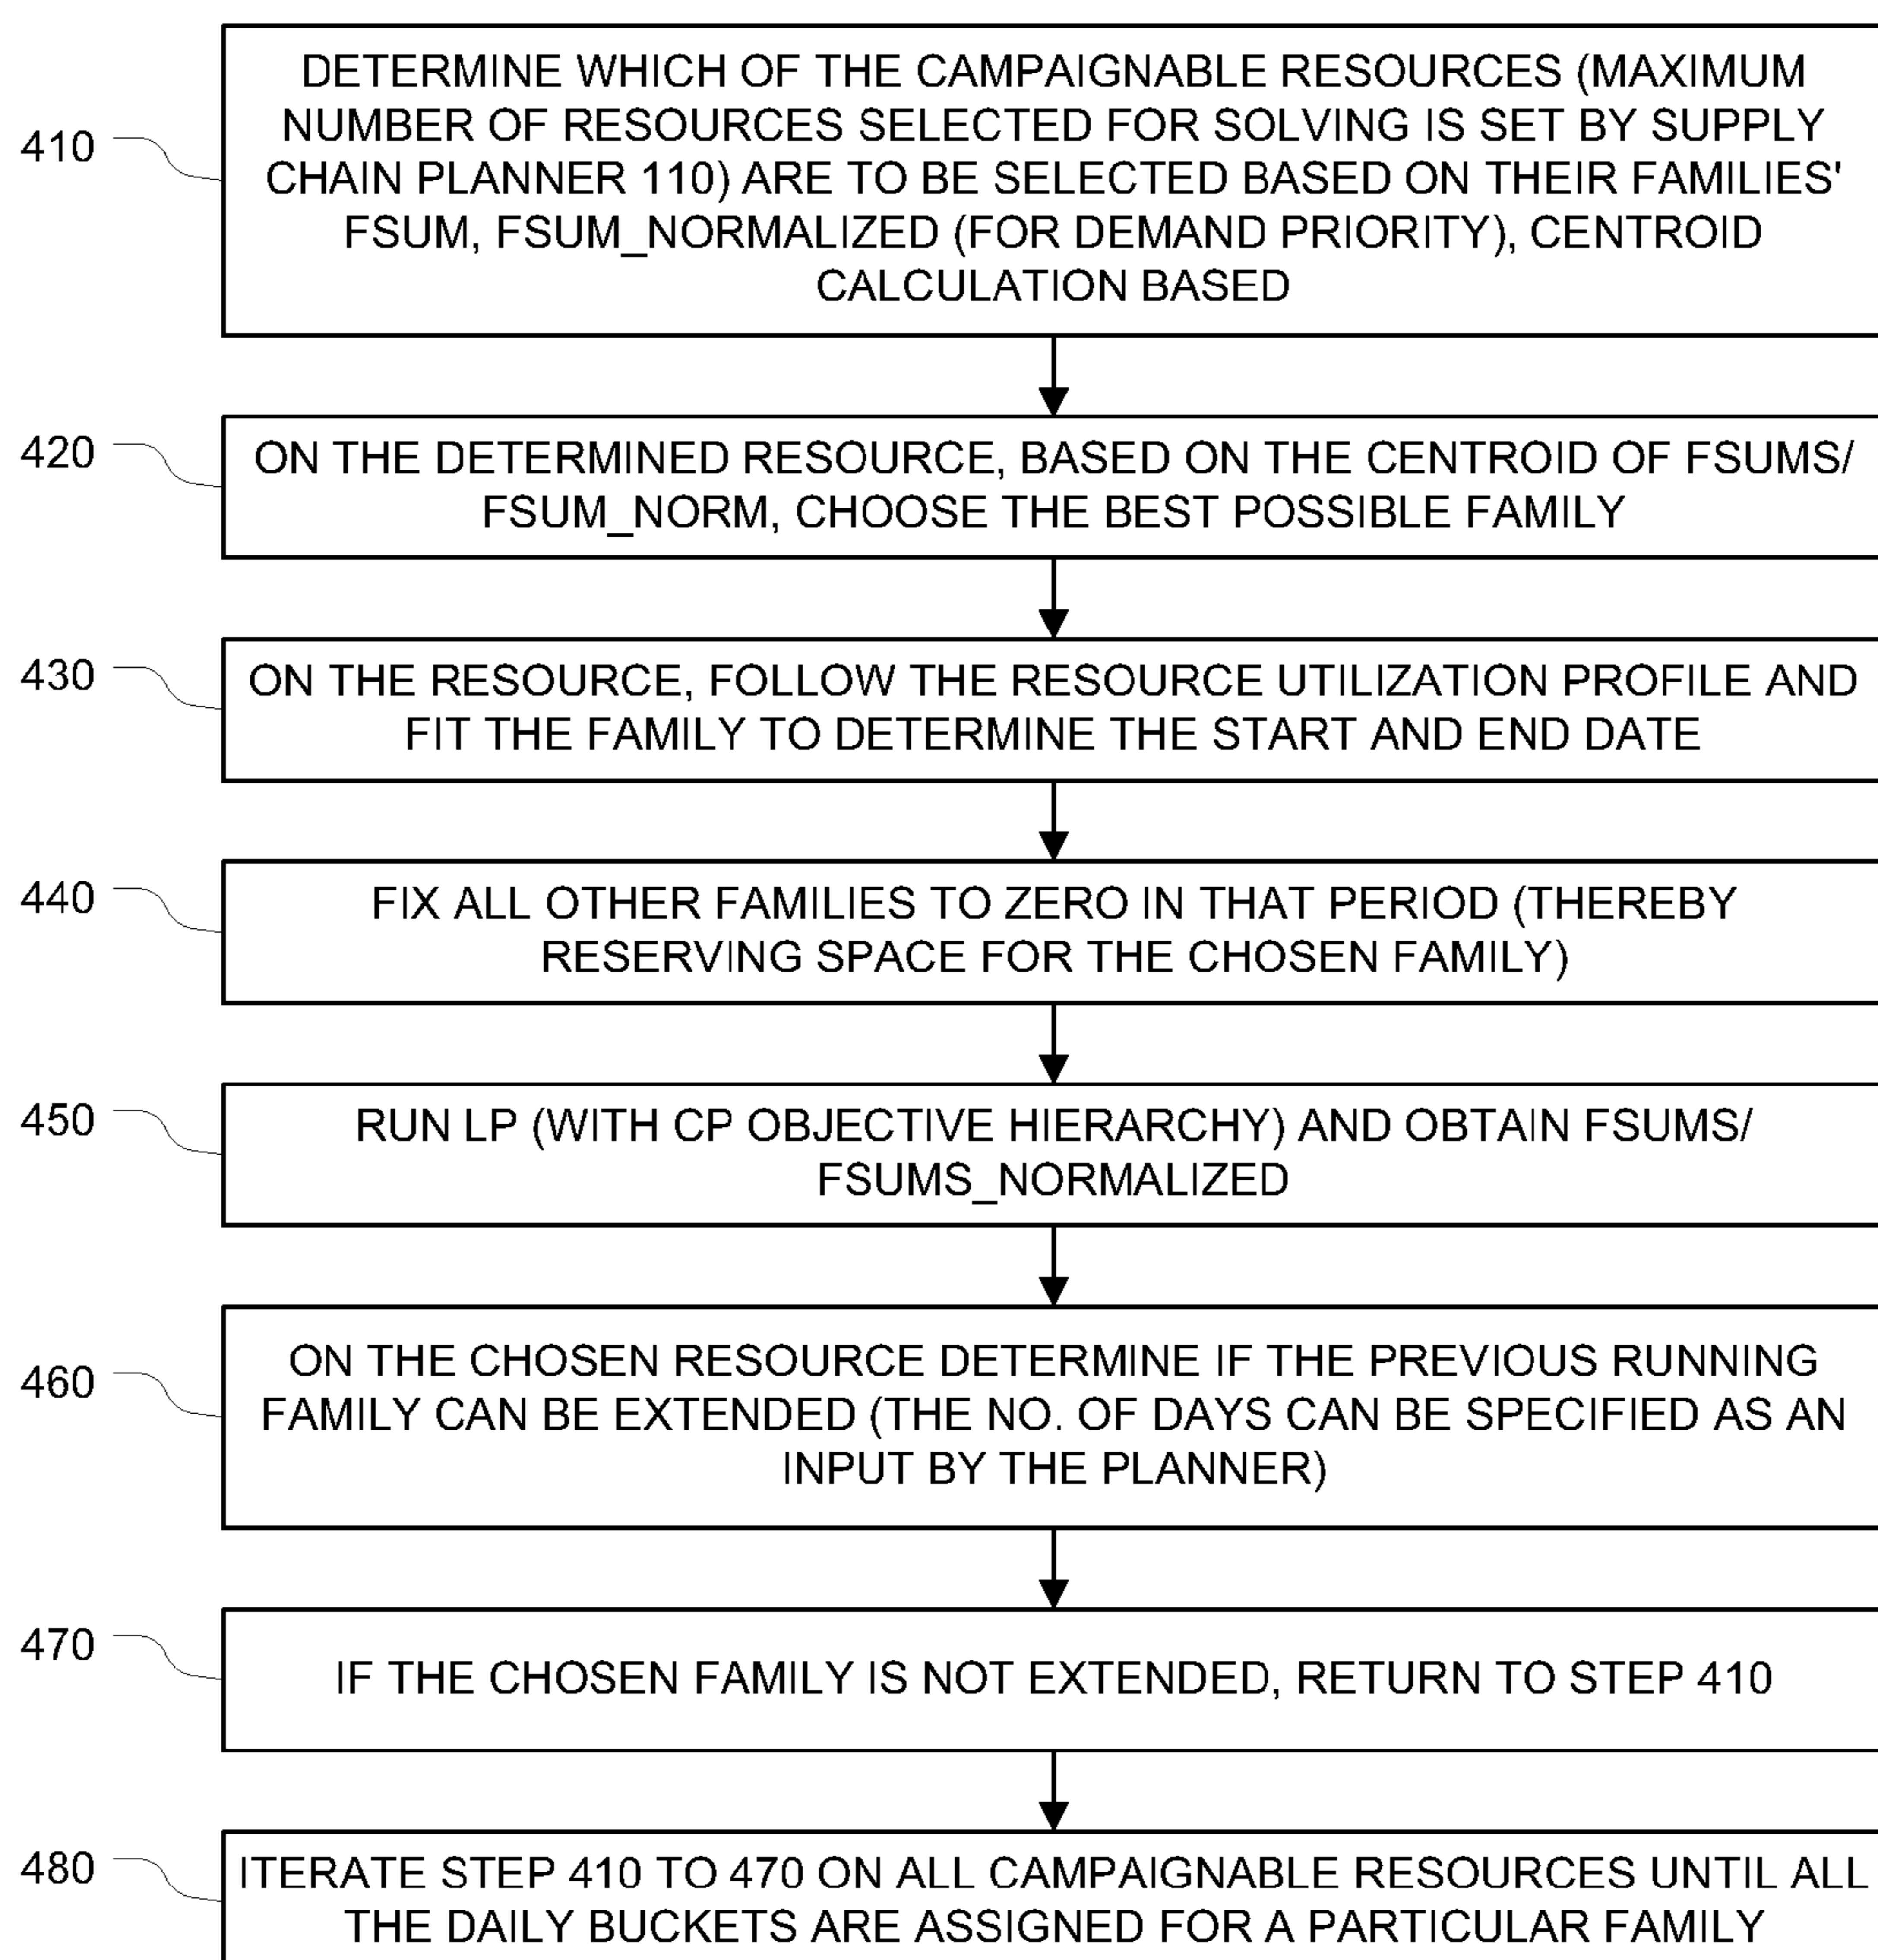 410
DETERMINE WHICH OF THE CAMPAIGNABLE RESOURCES (MAXIMUM
NUMBER OF RESOURCES SELECTED FOR SOLVING IS SET BY SUPPLY
CHAIN PLANNER 110) ARE TO BE SELECTED BASED ON THEIR FAMILIES'
FSUM, FSUM_NORMALIZED (FOR DEMAND PRIORITY), CENTROID
CALCULATION BASED
420
ON THE DETERMINED RESOURCE, BASED ON THE CENTROID OF FSUMS/
FSUM_NORM, CHOOSE THE BEST POSSIBLE FAMILY
430
ON THE RESOURCE, FOLLOW THE RESOURCE UTILIZATION PROFILE AND
FIT THE FAMILY TO DETERMINE THE START AND END DATE
440
FIX ALL OTHER FAMILIES TO ZERO IN THAT PERIOD (THEREBY
RESERVING SPACE FOR THE CHOSEN FAMILY)
450
RUN LP (WITH CP OBJECTIVE HIERARCHY) AND OBTAIN FSUMS/
FSUMS_NORMALIZED
460
ON THE CHOSEN RESOURCE DETERMINE IF THE PREVIOUS RUNNING
FAMILY CAN BE EXTENDED (THE NO. OF DAYS CAN BE SPECIFIED AS AN
INPUT BY THE PLANNER)
470
IF THE CHOSEN FAMILY IS NOT EXTENDED, RETURN TO STEP 410
480
ITERATE STEP 410 TO 470 ON ALL CAMPAIGNABLE RESOURCES UNTIL ALL
THE DAILY BUCKETS ARE ASSIGNED FOR A PARTICULAR FAMILY